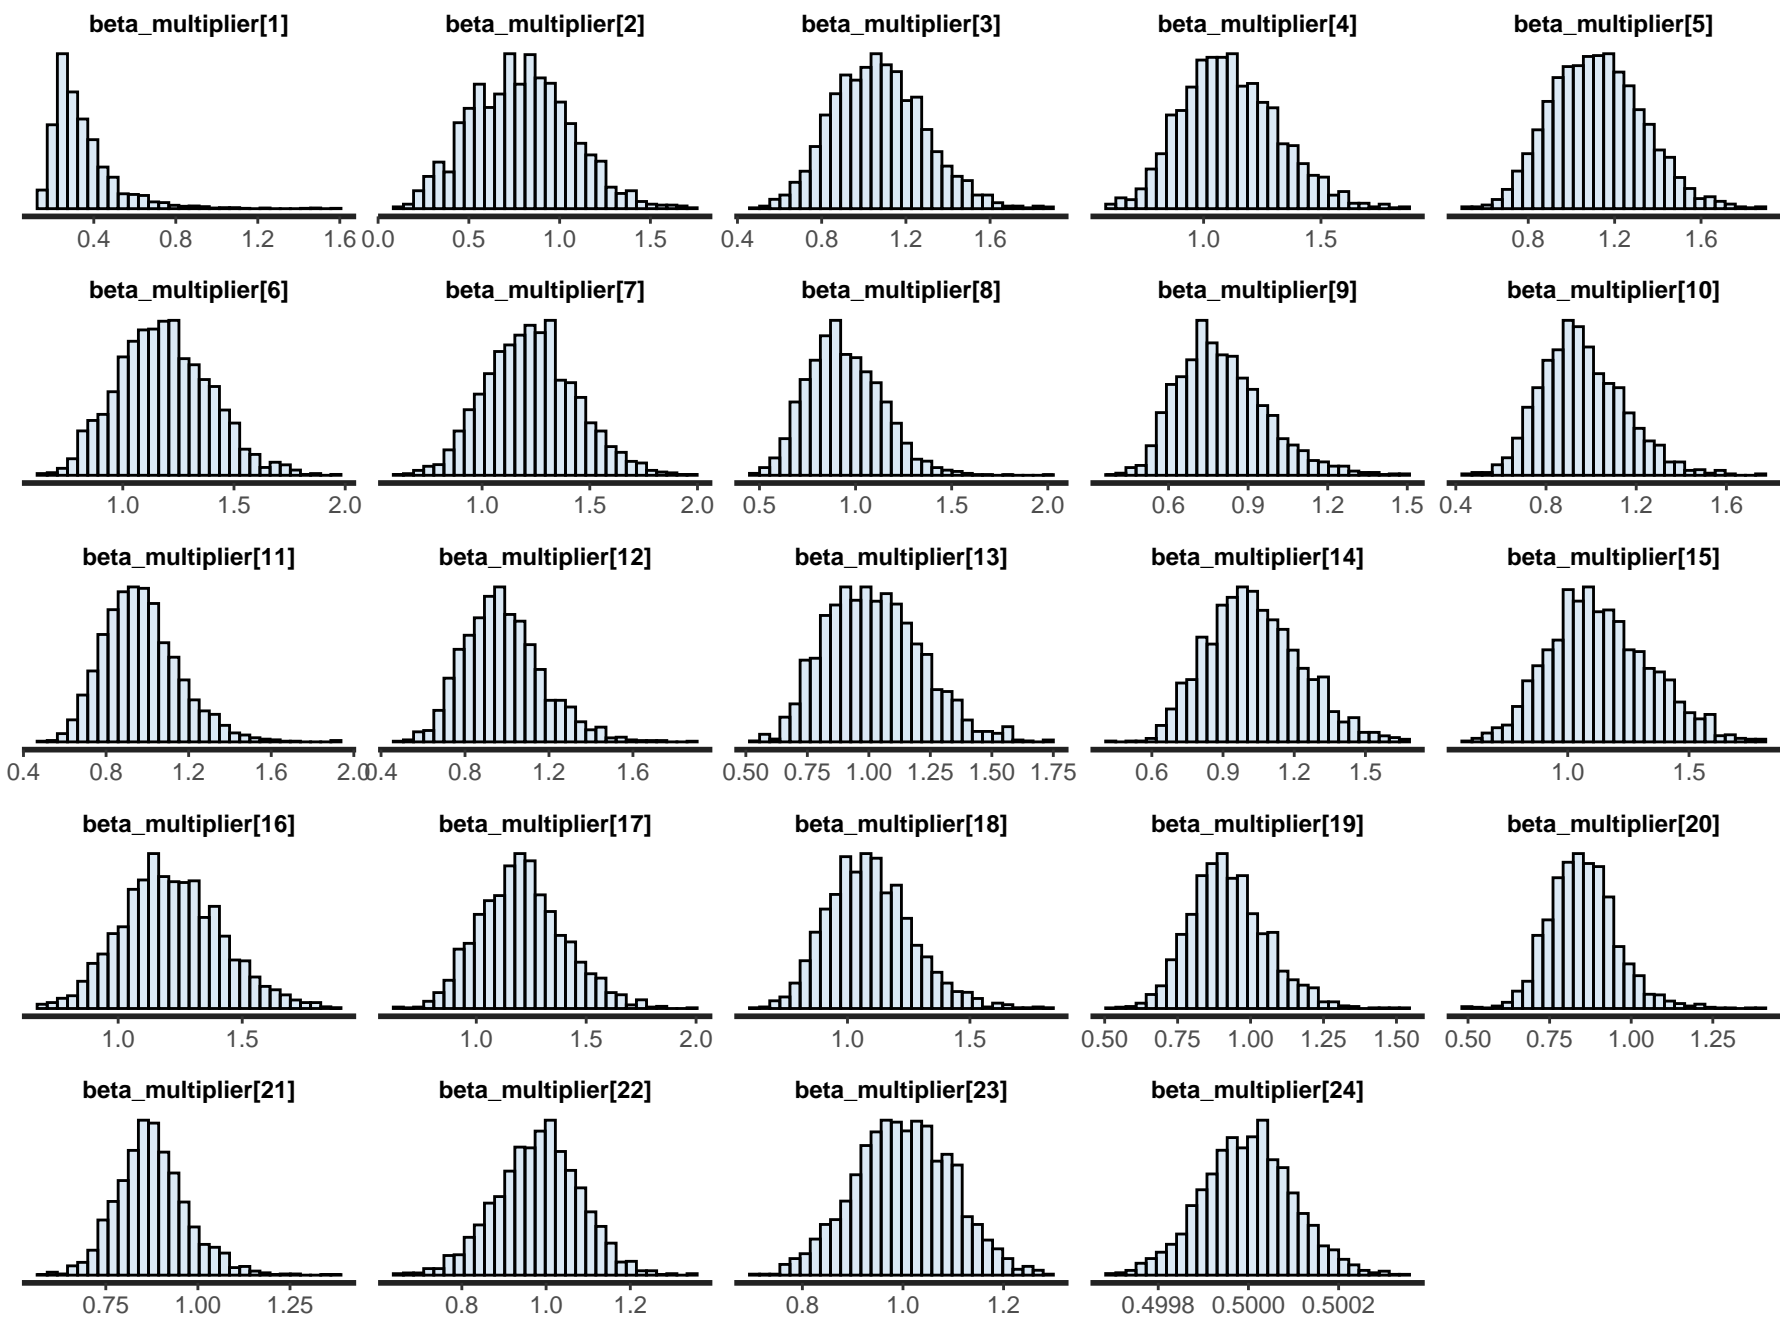 beta_multiplier[1] beta_multiplier[2] beta_multiplier[3] beta_multiplier[4] beta_multiplier[5]
0.4 0.8 1.2 1.6 0.0 0.5 1.0 1.5 0.4 0.8 1.2 1.6 1.0 1.5 0.8 1.2 1.6
beta_multiplier[6] beta_multiplier[7] beta_multiplier[8] beta_multiplier[9] beta_multiplier[10]
1.0 1.5 2.0 1.0 1.5 2.0 0.5 1.0 1.5 2.0 0.6 0.9 1.2 1.5 0.4 0.8 1.2 1.6
beta_multiplier[11] beta_multiplier[12] beta_multiplier[13] beta_multiplier[14] beta_multiplier[15]
0.4 0.8 1.2 1.6 2.0 0.4 0.8 1.2 1.6 0.50 0.75 1.00 1.25 1.50 1.75 0.6 0.9 1.2 1.5 1.0 1.5
beta_multiplier[16] beta_multiplier[17] beta_multiplier[18] beta_multiplier[19] beta_multiplier[20]
1.0 1.5 1.0 1.5 2.0 1.0 1.5 0.50 0.75 1.00 1.25 1.50 0.50 0.75 1.00 1.25
beta_multiplier[21] beta_multiplier[22] beta_multiplier[23] beta_multiplier[24]
0.75 1.00 1.25 0.8 1.0 1.2 0.8 1.0 1.2 0.4998 0.5000 0.5002